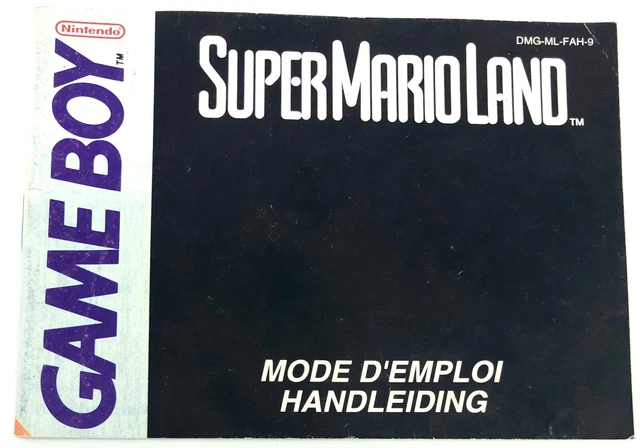 Nintendo
GAME BOY™
DMG-ML-FAH-9
SUPER MARIO LAND™
MODE D'EMPLOI
HANDLEIDING